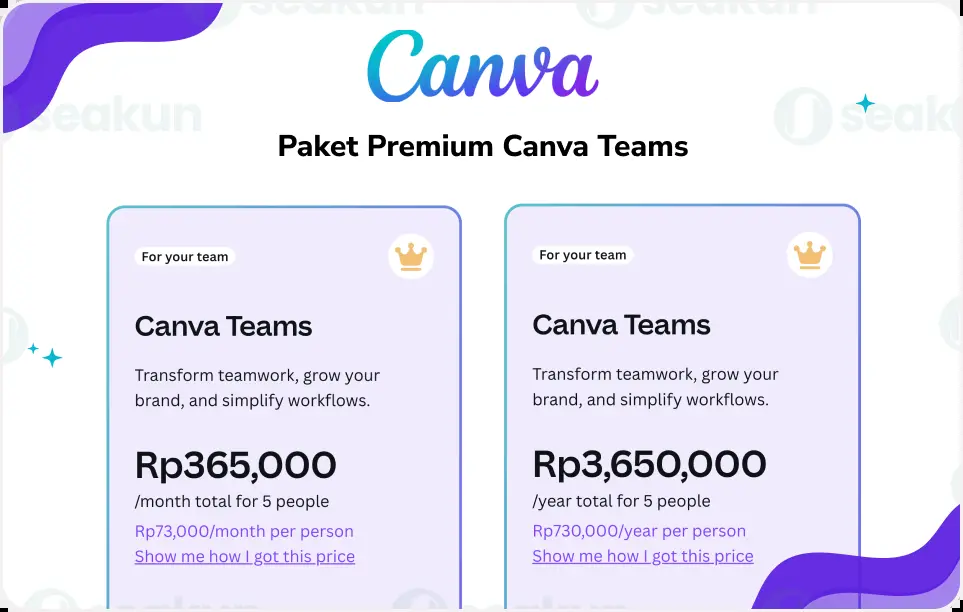 seakun
seakun
Canva
seakun
seakun
Paket Premium Canva Teams
For your team
Canva Teams
Transform teamwork, grow your
brand, and simplify workflows.
Rp365,000
/month total for 5 people
Rp73,000/month per person
Show me how I got this price
For your team
Canva Teams
Transform teamwork, grow your
brand, and simplify workflows.
Rp3,650,000
/year total for 5 people
Rp730,000/year per person
Show me how I got this price